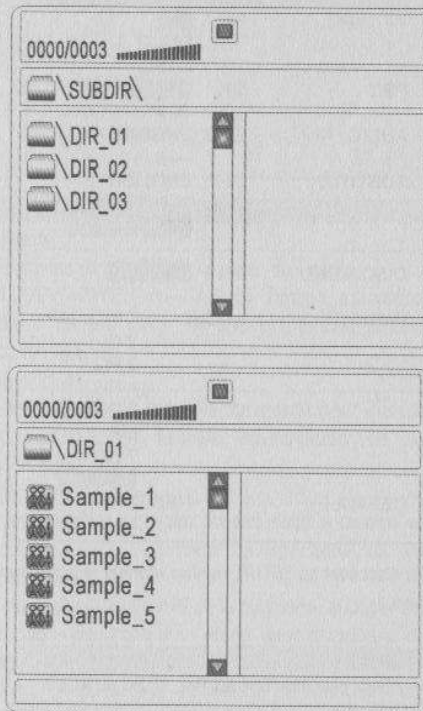 0000/0003
\SUBDIR\
\DIR_01
\DIR_02
\DIR_03
0000/0003
\DIR_01
Sample_1
Sample_2
Sample_3
Sample_4
Sample_5